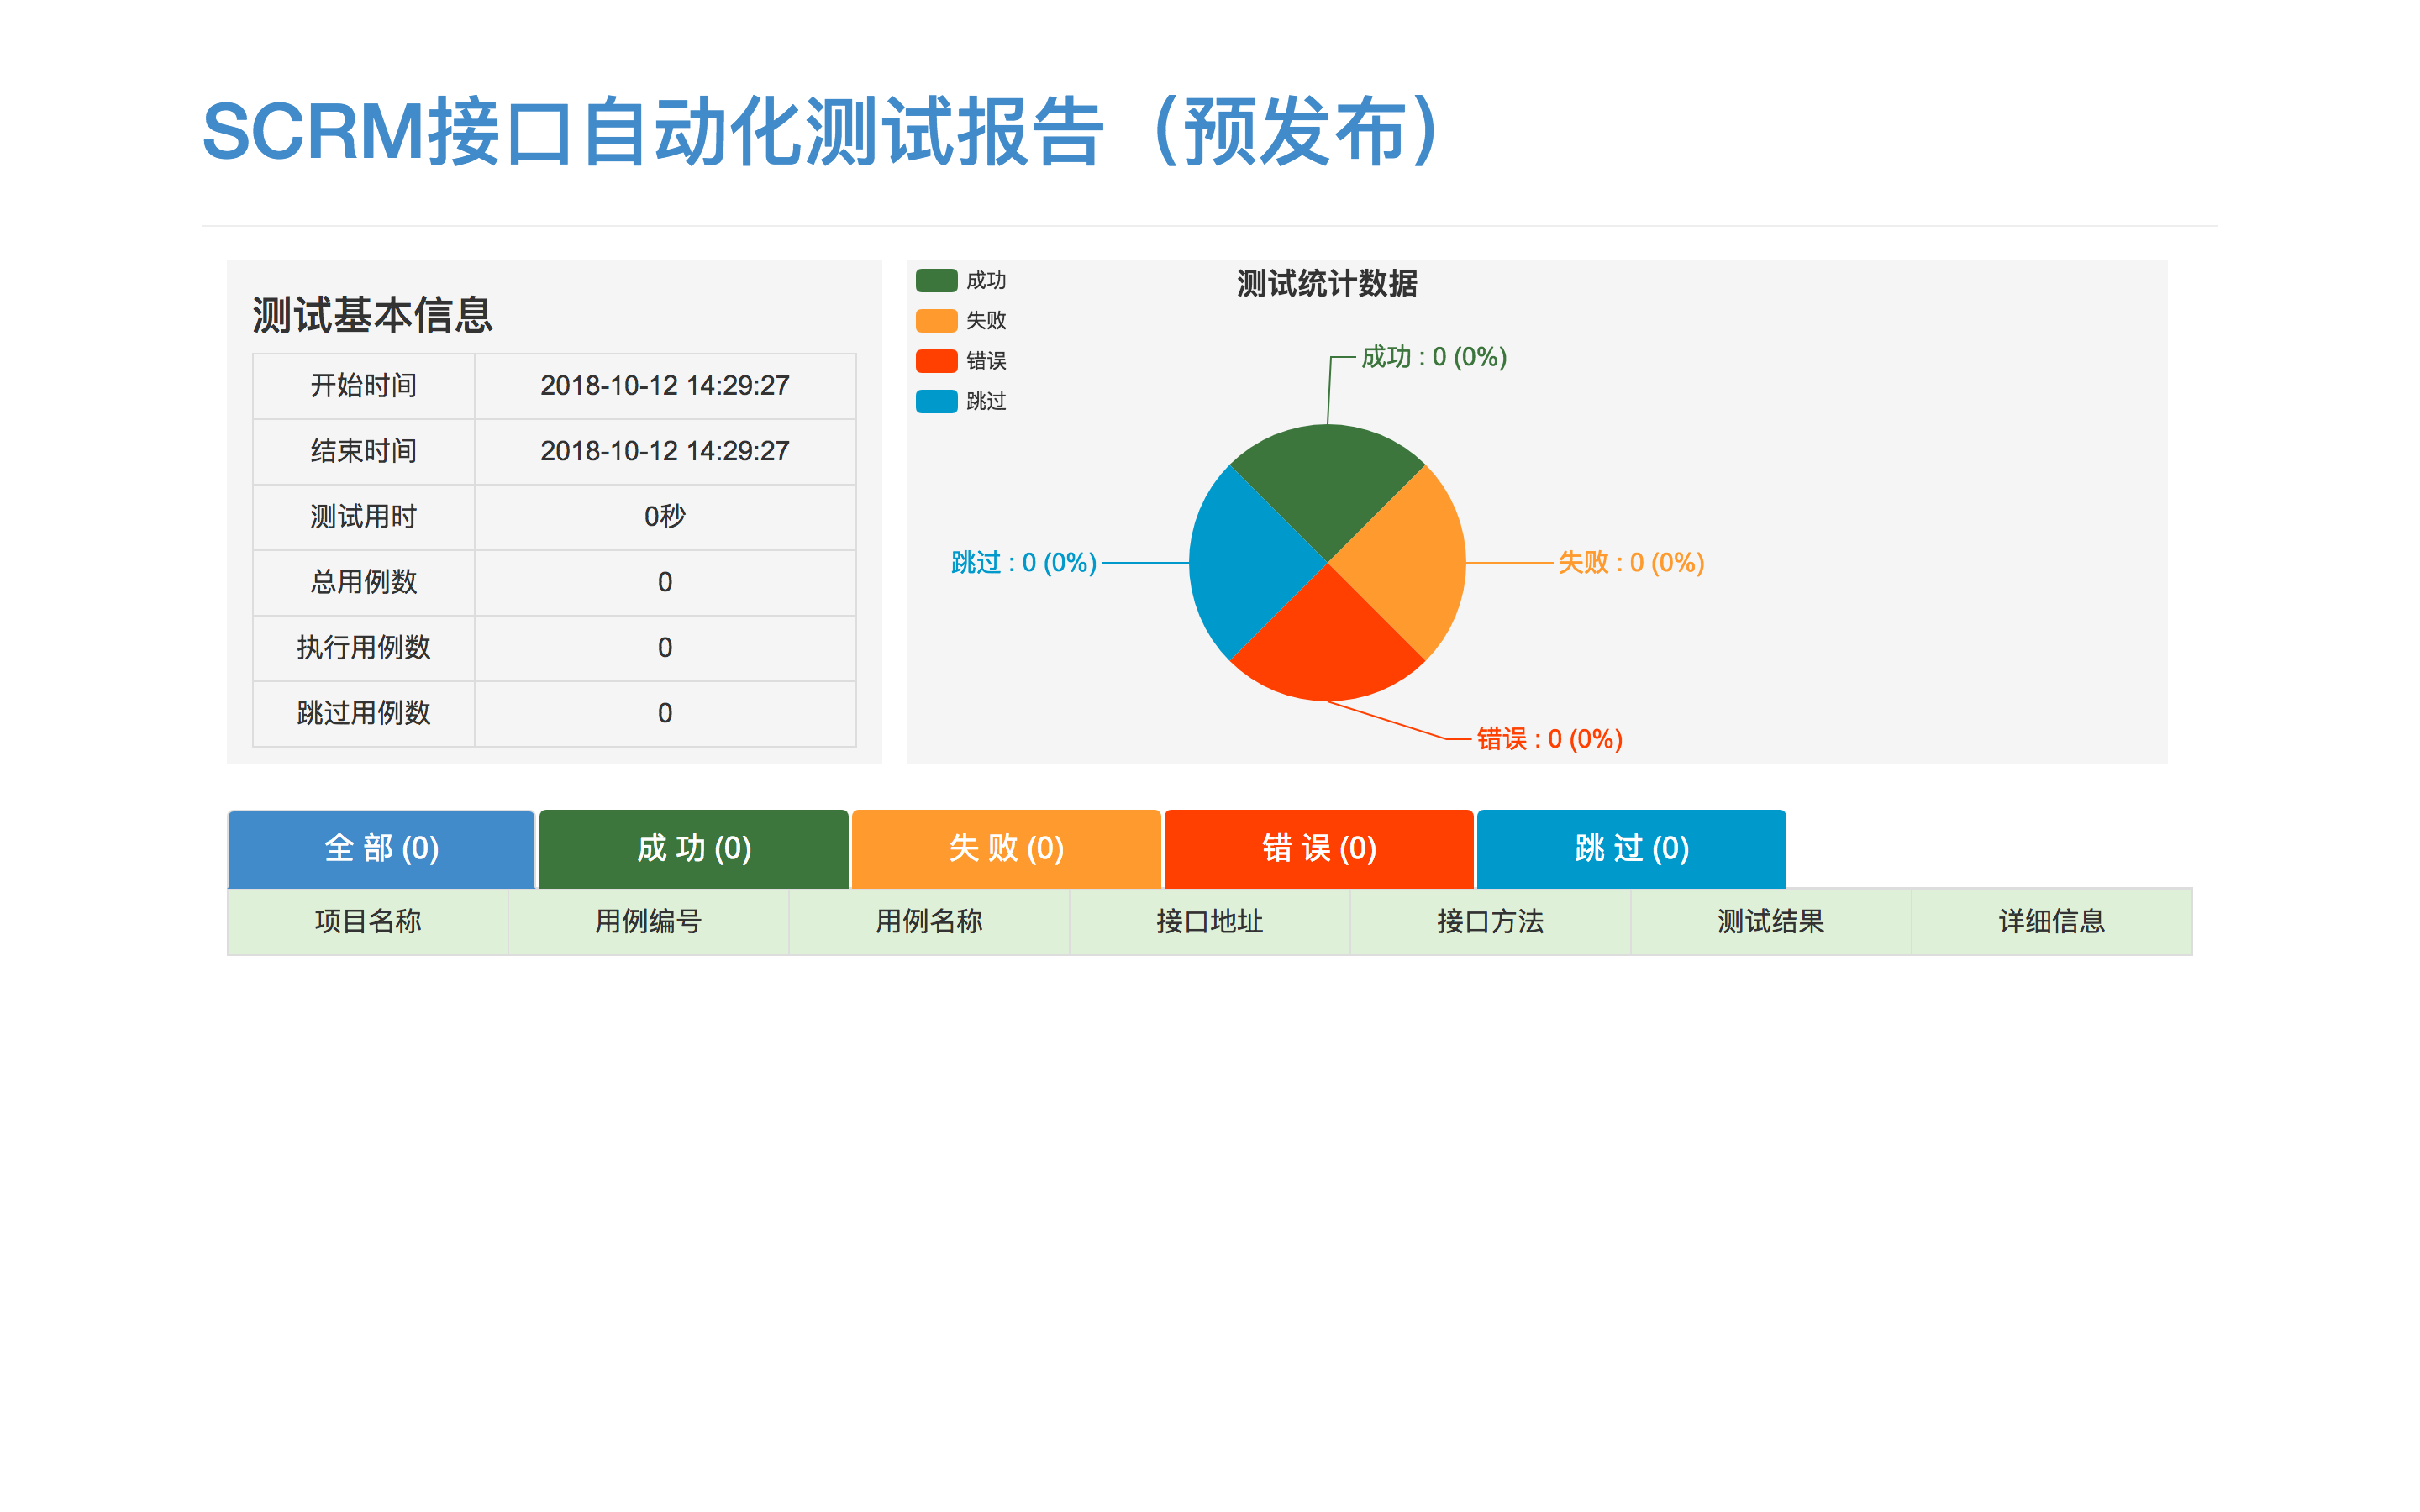 SCRM接口自动化测试报告（预发布）
测试基本信息
开始时间 2018-10-12 14:29:27
结束时间 2018-10-12 14:29:27
测试用时 0秒
总用例数 0
执行用例数 0
跳过用例数 0
测试统计数据
成功
失败
错误
跳过
成功 : 0 (0%)
跳过 : 0 (0%)
失败 : 0 (0%)
错误 : 0 (0%)
全 部 (0) 成 功 (0) 失 败 (0) 错 误 (0) 跳 过 (0)
项目名称 用例编号 用例名称 接口地址 接口方法 测试结果 详细信息